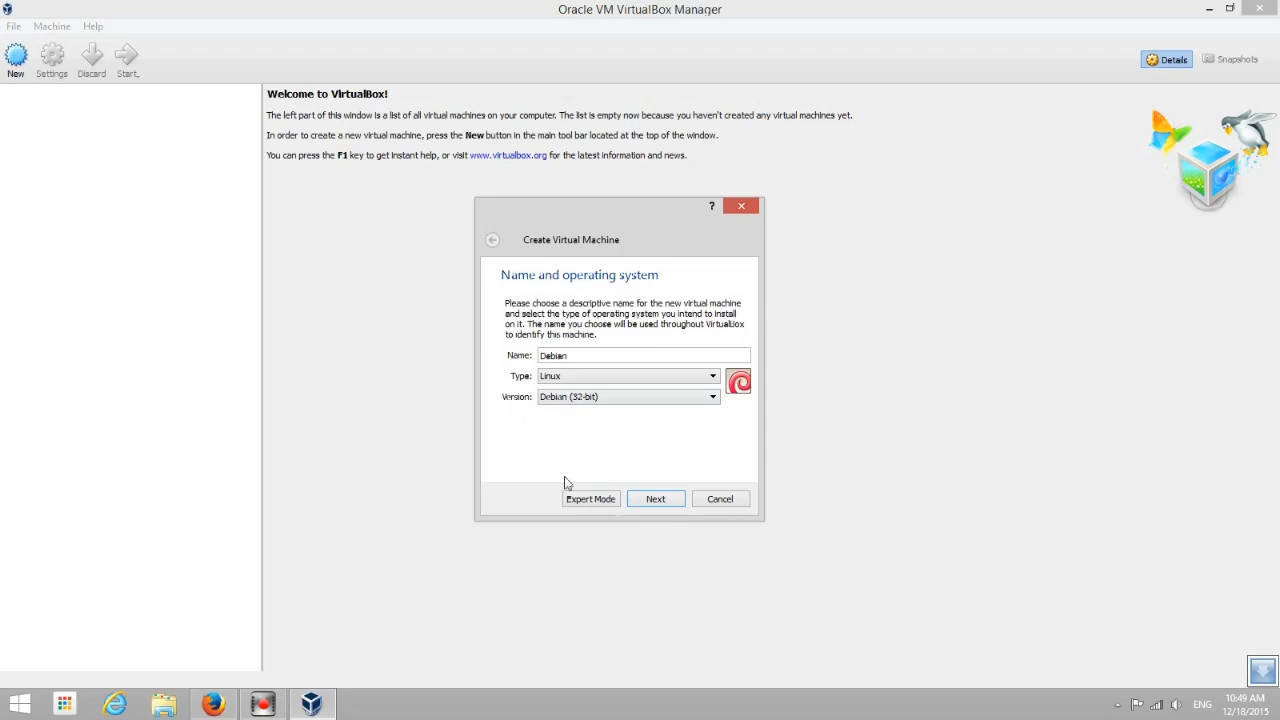 Oracle VM VirtualBox Manager
File Machine Help
New Settings Discard Start
Details Snapshots
Welcome to VirtualBox!
The left part of this window is a list of all virtual machines on your computer. The list is empty now because you haven't created any virtual machines yet.
In order to create a new virtual machine, press the New button in the main tool bar located at the top of the window.
You can press the F1 key to get instant help, or visit www.virtualbox.org for the latest information and news.
?
Create Virtual Machine
Name and operating system
Please choose a descriptive name for the new virtual machine
and select the type of operating system you intend to install
on it. The name you choose will be used throughout VirtualBox
to identify this machine.
Name: Debian
Type: Linux
Version: Debian (32-bit)
Expert Mode Next Cancel
ENG
10:49 AM
12/18/2015